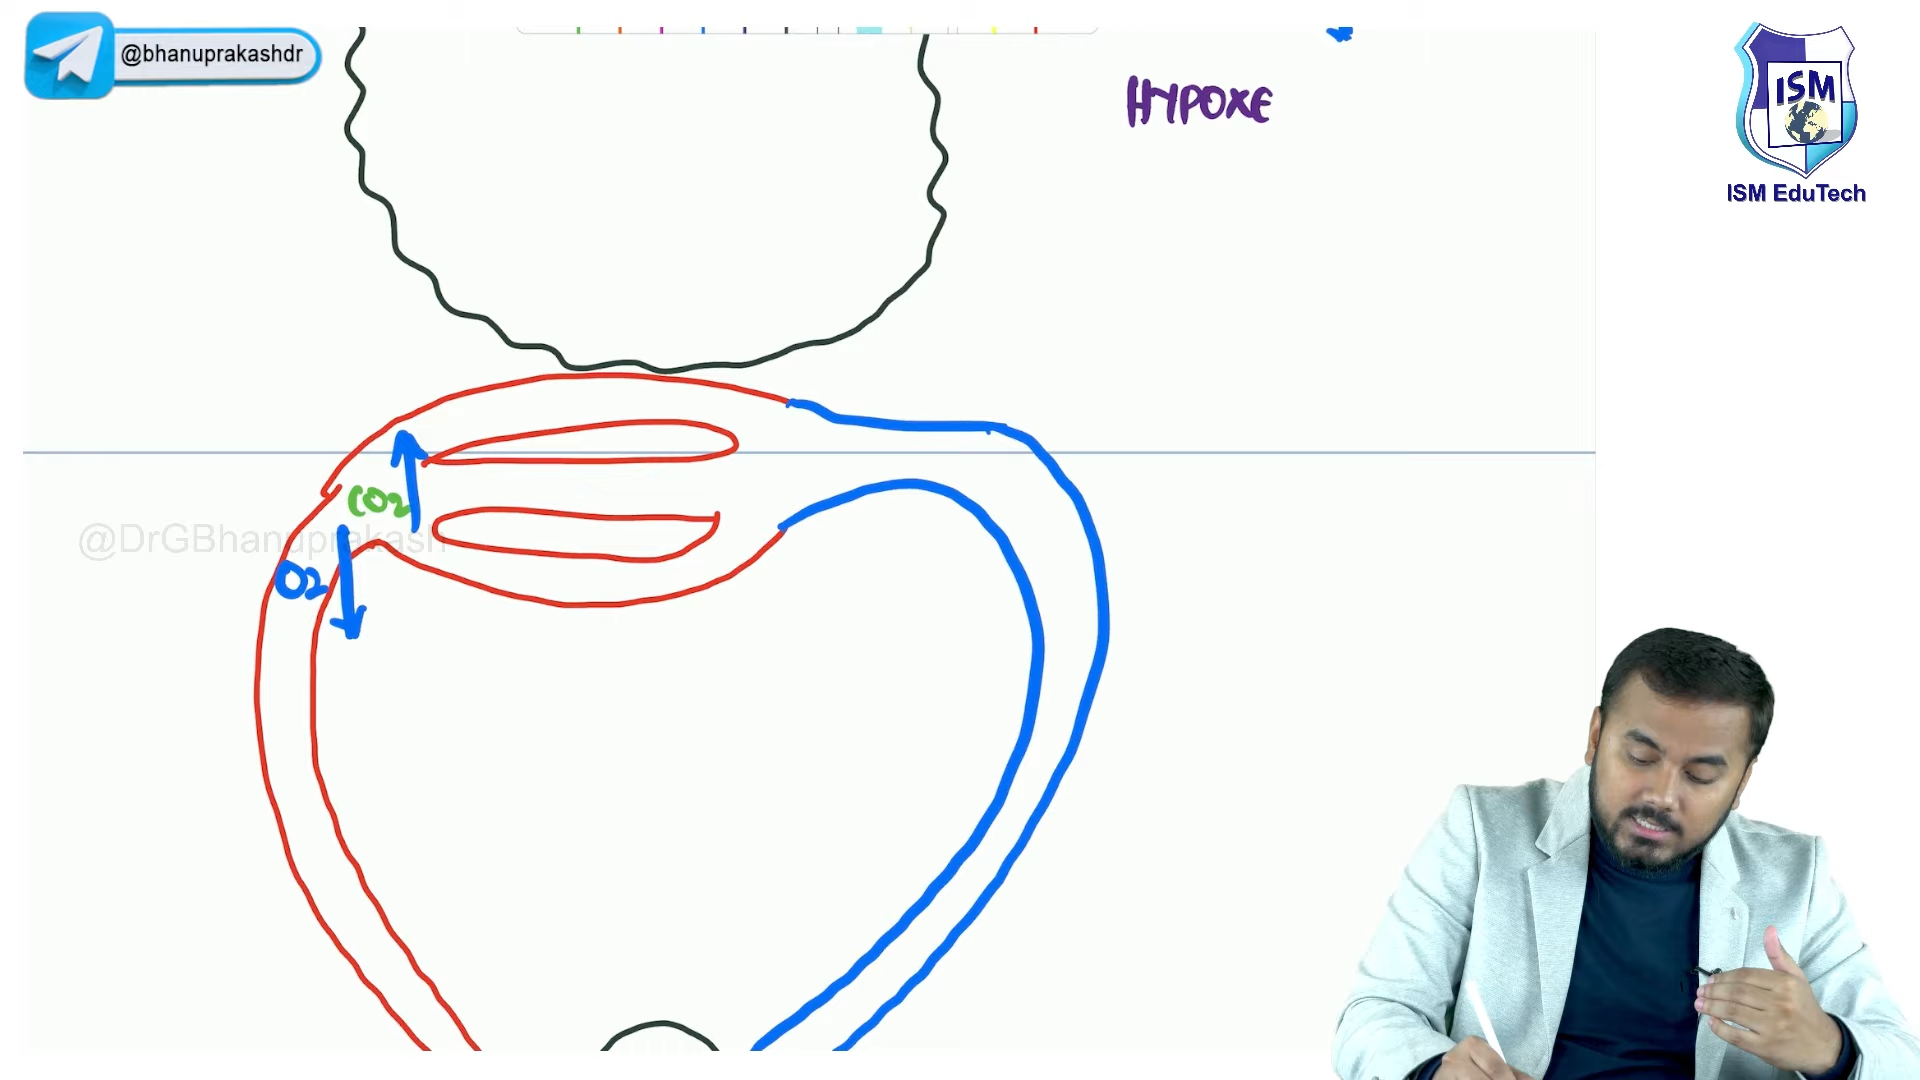 @bhanuprakashdr
HYPOXE
ISM
ISM EduTech
CO2
@DrGBhanuprakash
O2